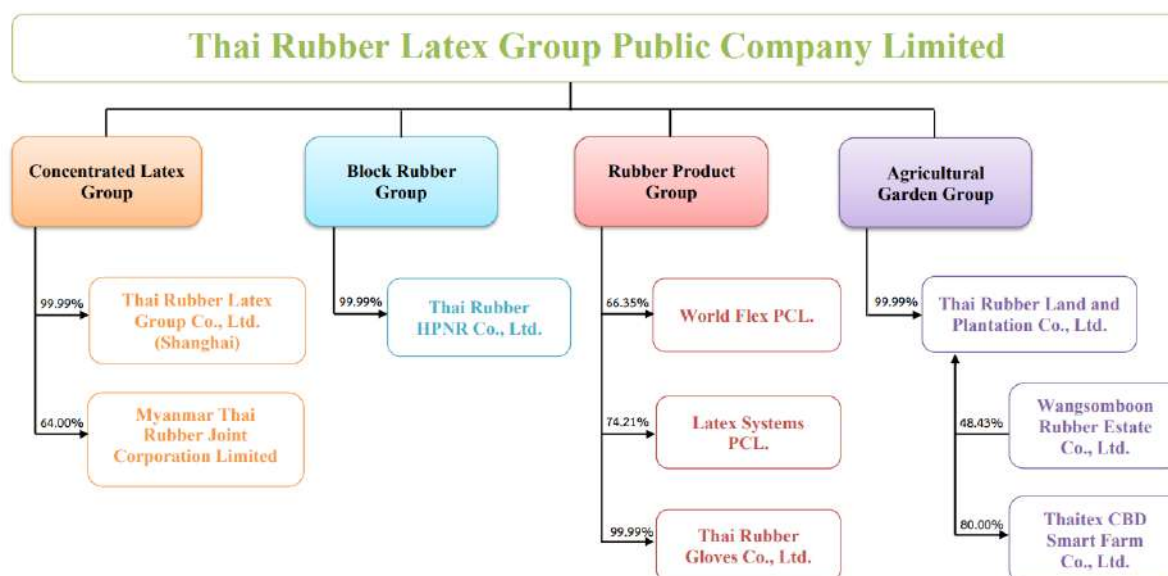 Thai Rubber Latex Group Public Company Limited
Concentrated Latex
Group
Block Rubber
Group
Rubber Product
Group
Agricultural
Garden Group
99.99%
Thai Rubber Latex
Group Co., Ltd.
(Shanghai)
64.00%
Myanmar Thai
Rubber Joint
Corporation Limited
99.99%
Thai Rubber
HPNR Co., Ltd.
66.35%
World Flex PCL.
74.21%
Latex Systems
PCL.
99.99%
Thai Rubber
Gloves Co., Ltd.
99.99%
Thai Rubber Land and
Plantation Co., Ltd.
48.43%
Wangsomboon
Rubber Estate
Co., Ltd.
80.00%
Thaitex CBD
Smart Farm
Co., Ltd.